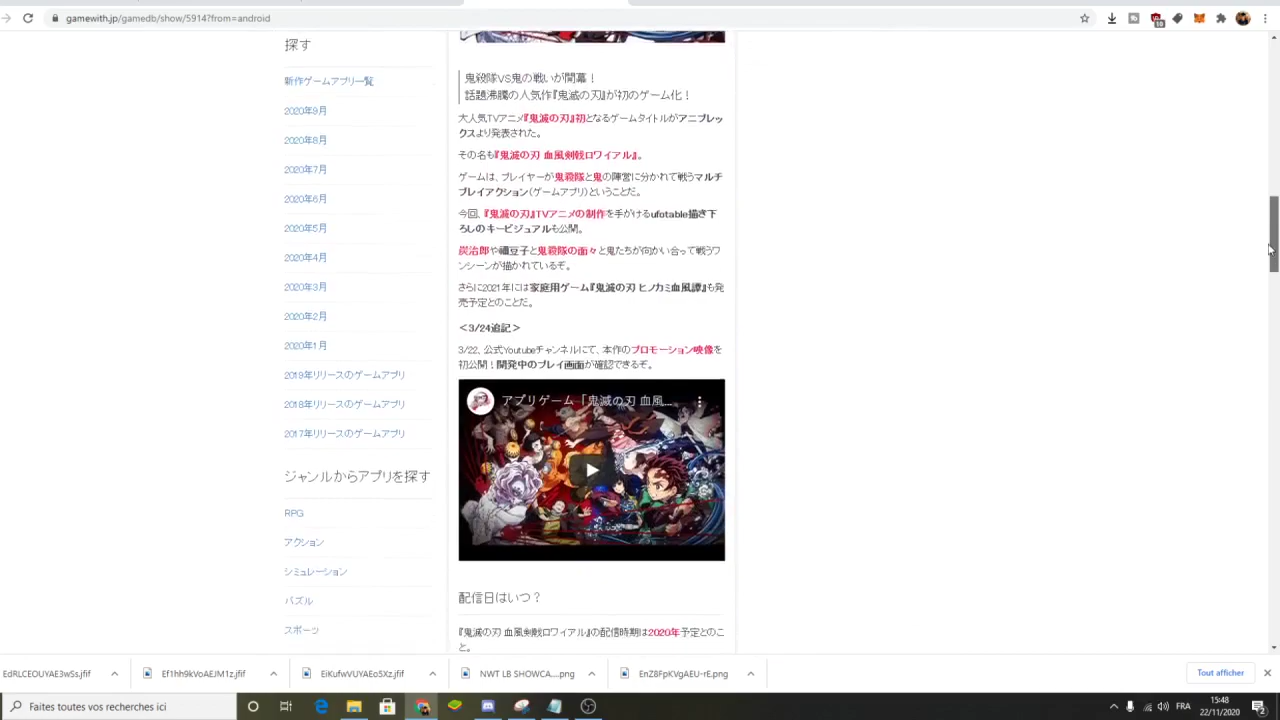 gamewith.jp/gamedb/show/5914?from=android
探す
新作ゲームアプリ一覧
2020年9月
2020年8月
2020年7月
2020年6月
2020年5月
2020年4月
2020年3月
2020年2月
2020年1月
2019年リリースのゲームアプリ
2018年リリースのゲームアプリ
2017年リリースのゲームアプリ
ジャンルからアプリを探す
RPG
アクション
シミュレーション
パズル
スポーツ
鬼殺隊VS鬼の戦いが開幕！
話題沸騰の人気作『鬼滅の刃』が初のゲーム化！
大人気TVアニメ『鬼滅の刃』初となるゲームタイトルがアニプレッ
クスより発表された。
その名も『鬼滅の刃 血風剣戟ロワイアル』。
ゲームは、プレイヤーが鬼殺隊と鬼の陣営に分かれて戦うマルチ
プレイアクション（ゲームアプリ）ということだ。
今回、『鬼滅の刃』TVアニメの制作を手がけるufotable描き下
ろしのキービジュアルも公開。
炭治郎や禰豆子と鬼殺隊の面々と鬼たちが向かい合って戦うワ
ンシーンが描かれているぞ。
さらに2021年には家庭用ゲーム『鬼滅の刃 ヒノカミ血風譚』も発
売予定とのことだ。
＜3/24追記＞
3/22、公式Youtubeチャンネルにて、本作のプロモーション映像を
初公開！開発中のプレイ画面が確認できるぞ。
アプリゲーム「鬼滅の刃 血風...
配信日はいつ？
『鬼滅の刃 血風剣戟ロワイアル』の配信時期は2020年予定とのこ
と。
EdRLCEOUYAE3wSs.jfif
Ef1hh9kVoAEJM1z.jfif
EiKufwVUYAEo5Xz.jfif
NWT LB SHOWCA....png
EnZ8FpKVgAEU-rE.png
Tout afficher
Faites toutes vos recherches ici
FRA
15:48
22/11/2020